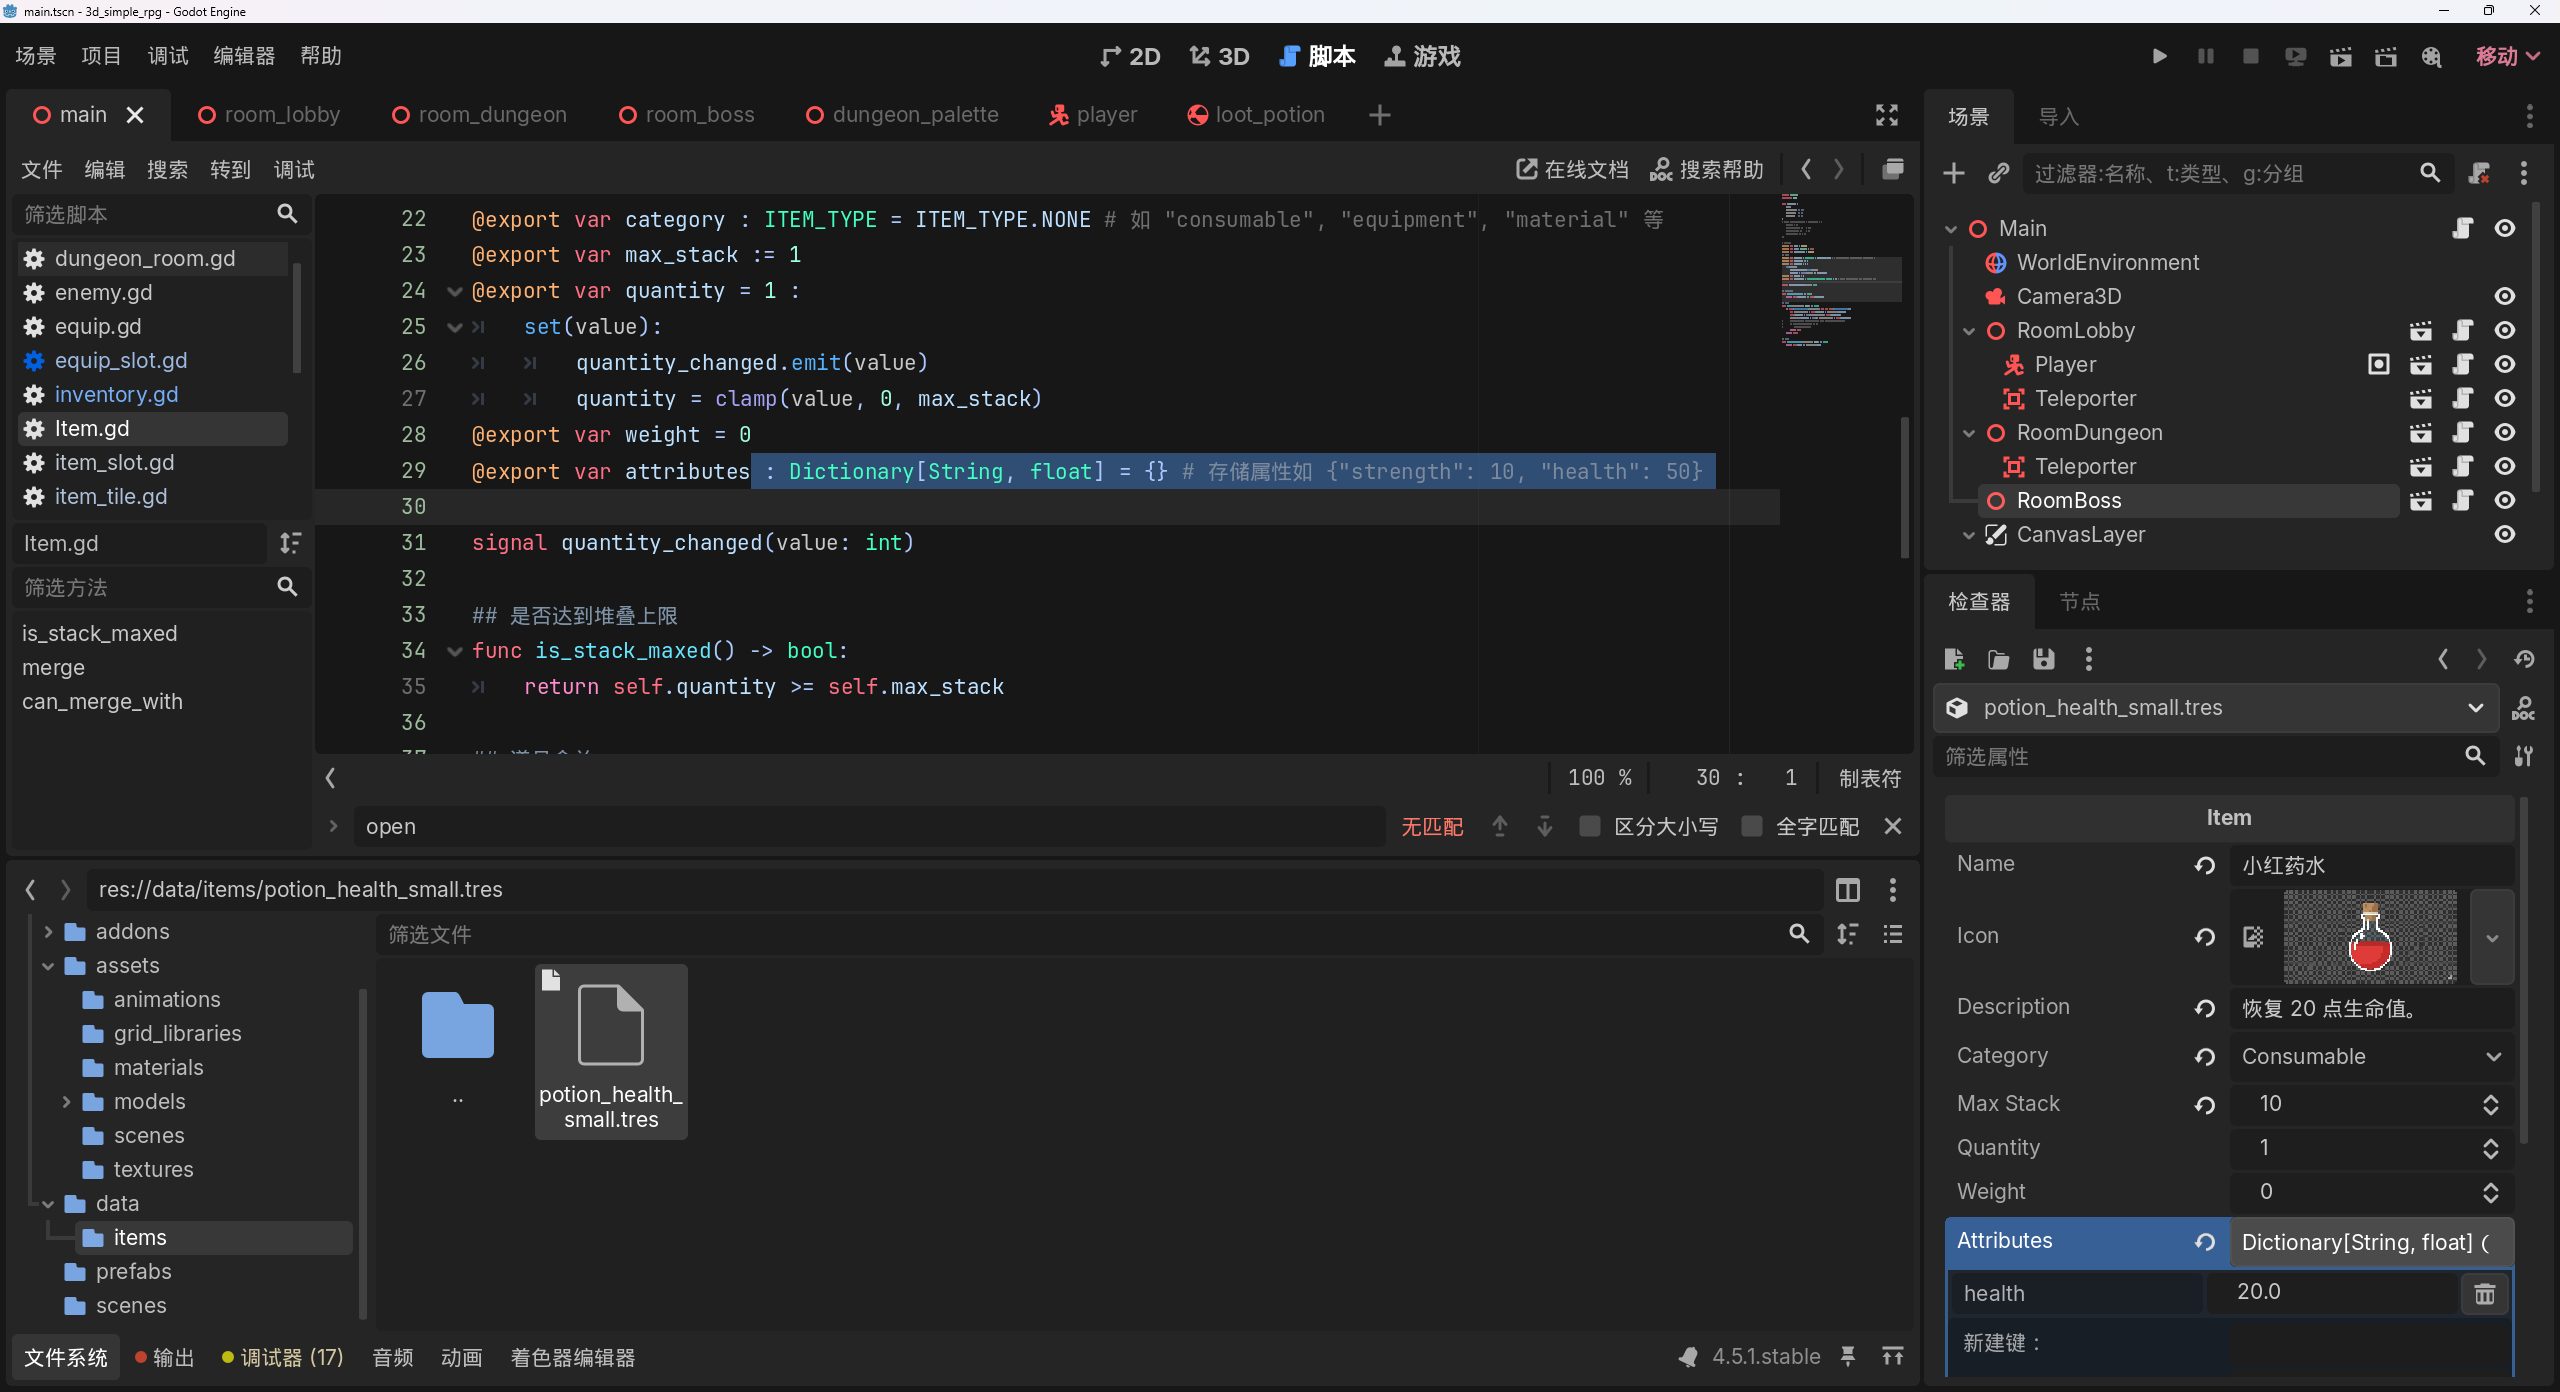 main.tscn - 3d_simple_rpg - Godot Engine
场景 项目 调试 编辑器 帮助
2D 3D 脚本 游戏
移动
main room_lobby room_dungeon room_boss dungeon_palette player loot_potion
文件 编辑 搜索 转到 调试
在线文档 搜索帮助
筛选脚本
dungeon_room.gd
enemy.gd
equip.gd
equip_slot.gd
inventory.gd
Item.gd
item_slot.gd
item_tile.gd
Item.gd
筛选方法
is_stack_maxed
merge
can_merge_with
22 @export var category : ITEM_TYPE = ITEM_TYPE.NONE # 如 "consumable", "equipment", "material" 等
23 @export var max_stack := 1
24 @export var quantity = 1 :
25 set(value):
26 quantity_changed.emit(value)
27 quantity = clamp(value, 0, max_stack)
28 @export var weight = 0
29 @export var attributes : Dictionary[String, float] = {} # 存储属性如 {"strength": 10, "health": 50}
30
31 signal quantity_changed(value: int)
32
33 ## 是否达到堆叠上限
34 func is_stack_maxed() -> bool:
35 return self.quantity >= self.max_stack
36
100 % 30 : 1 制表符
open 无匹配 区分大小写 全字匹配
res://data/items/potion_health_small.tres
addons
assets
animations
grid_libraries
materials
models
scenes
textures
data
items
prefabs
scenes
筛选文件
..
potion_health_
small.tres
文件系统 输出 调试器 (17) 音频 动画 着色器编辑器
4.5.1.stable
场景 导入
过滤器:名称、t:类型、g:分组
Main
WorldEnvironment
Camera3D
RoomLobby
Player
Teleporter
RoomDungeon
Teleporter
RoomBoss
CanvasLayer
检查器 节点
potion_health_small.tres
DOC
筛选属性
Item
Name 小红药水
Icon
Description 恢复 20 点生命值。
Category Consumable
Max Stack 10
Quantity 1
Weight 0
Attributes Dictionary[String, float] (
health 20.0
新建键：